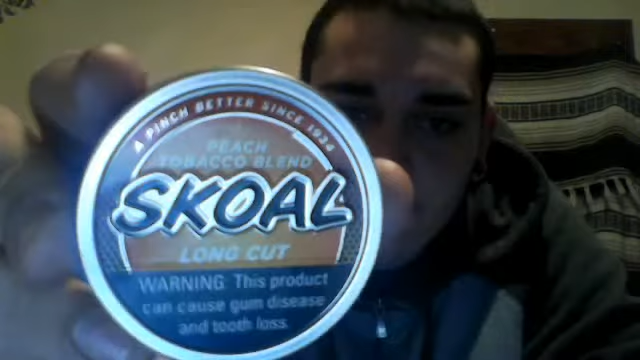 A PINCH BETTER SINCE 1934
PEACH
TOBACCO BLEND
SKOAL
LONG CUT
WARNING: This product
can cause gum disease
and tooth loss.